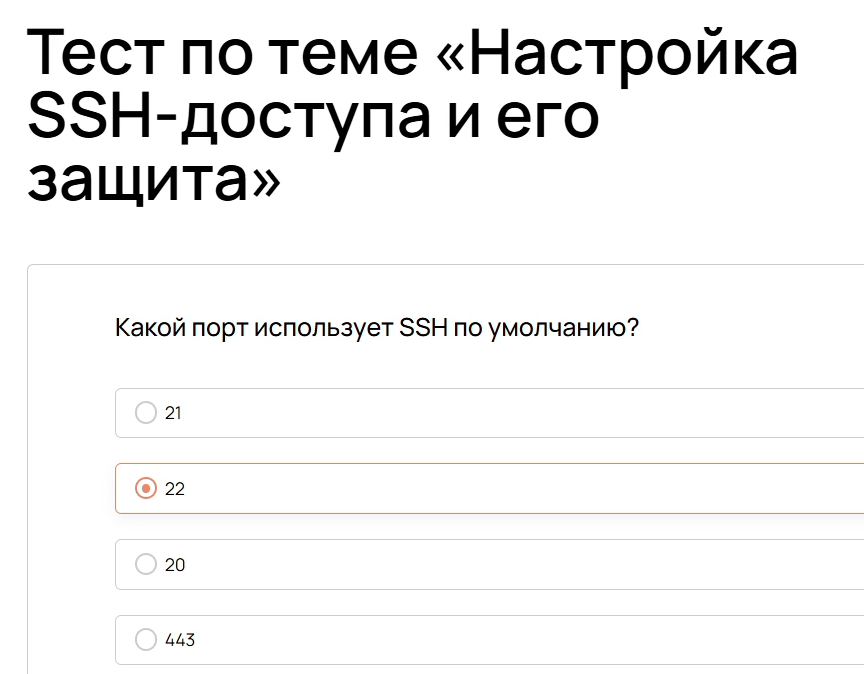 Тест по теме «Настройка
SSH-доступа и его
защита»
Какой порт использует SSH по умолчанию?
21
22
20
443